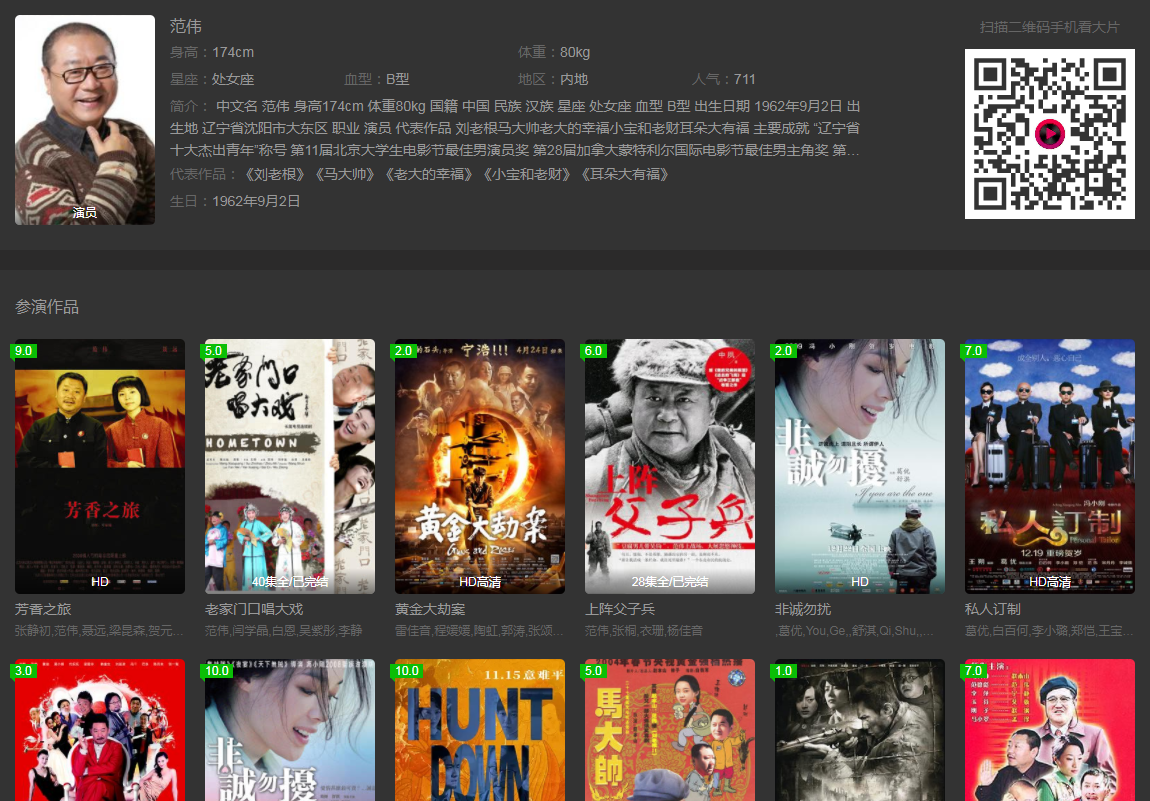 范伟
身高：174cm 体重：80kg
星座：处女座 血型：B型 地区：内地 人气：711
简介： 中文名 范伟 身高174cm 体重80kg 国籍 中国 民族 汉族 星座 处女座 血型 B型 出生日期 1962年9月2日 出
生地 辽宁省沈阳市大东区 职业 演员 代表作品 刘老根马大帅老大的幸福小宝和老财耳朵大有福 主要成就 “辽宁省
十大杰出青年”称号 第11届北京大学生电影节最佳男演员奖 第28届加拿大蒙特利尔国际电影节最佳男主角奖 第...
代表作品：《刘老根》《马大帅》《老大的幸福》《小宝和老财》《耳朵大有福》
生日：1962年9月2日
演员
扫描二维码手机看大片
参演作品
9.0
芳香之旅
HD
芳香之旅
张静初,范伟,聂远,梁昆森,贺元...
5.0
老家门口
唱大戏
HOMETOWN
40集全/已完结
老家门口唱大戏
范伟,闫学晶,白恩,吴紫彤,李静
2.0
宁浩!!! 4月24日
黄金大劫案
Guns and Roses
HD高清
黄金大劫案
雷佳音,程媛媛,陶虹,郭涛,张颂...
6.0
上阵
父子兵
28集全/已完结
上阵父子兵
范伟,张桐,衣珊,杨佳音
2.0
非
誠勿擾
If you are the one
HD
非诚勿扰
,葛优,You,Ge,,舒淇,Qi,Shu,,...
7.0
成全别人，恶心自己
冯小刚
私人訂制
Personal Tailor
12.19 重磅贺岁
HD高清
私人订制
葛优,白百何,李小璐,郑恺,王宝...
3.0
10.0
非
誠勿擾
10.0
11.15意难平
HUNT
DOWN
5.0
馬大帥
1.0
7.0